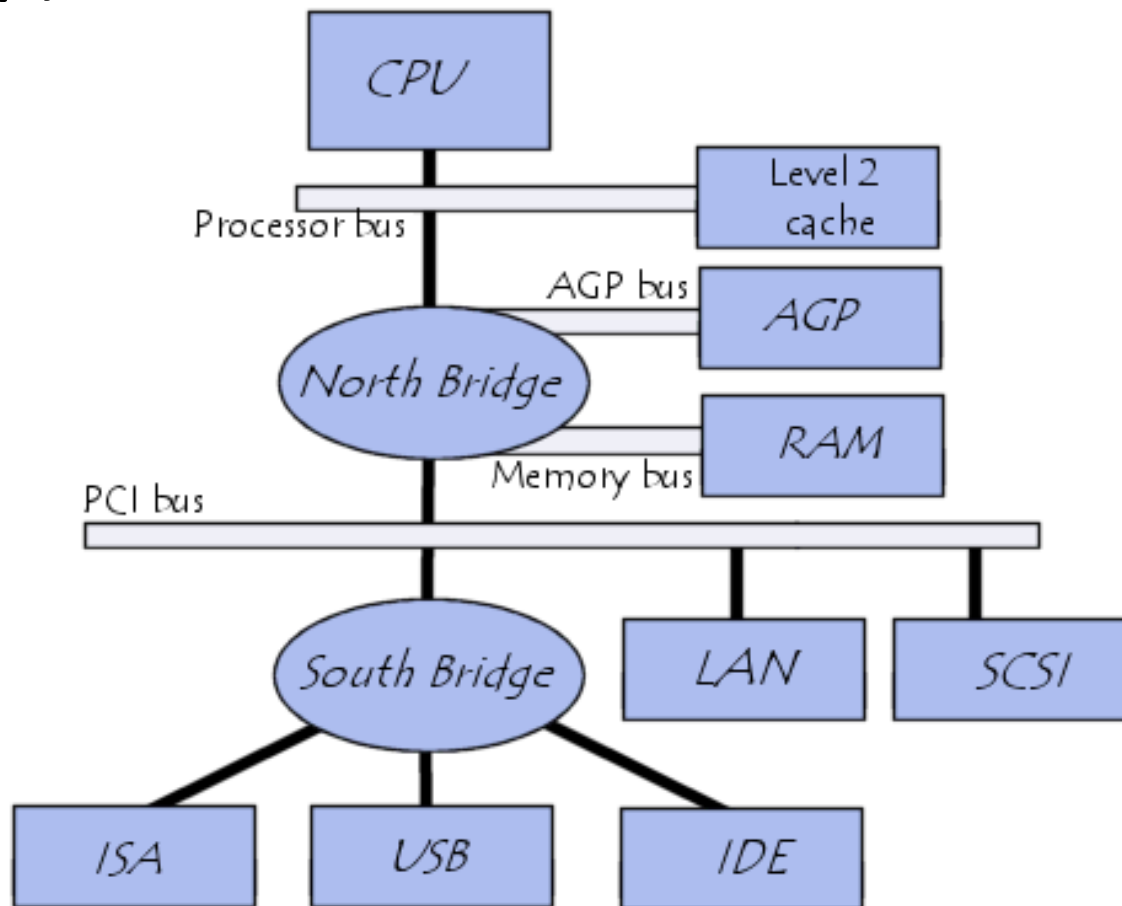 CPU
Level 2
cache
Processor bus
AGP bus
AGP
North Bridge
RAM
Memory bus
PCI bus
South Bridge
LAN
SCSI
ISA
USB
IDE